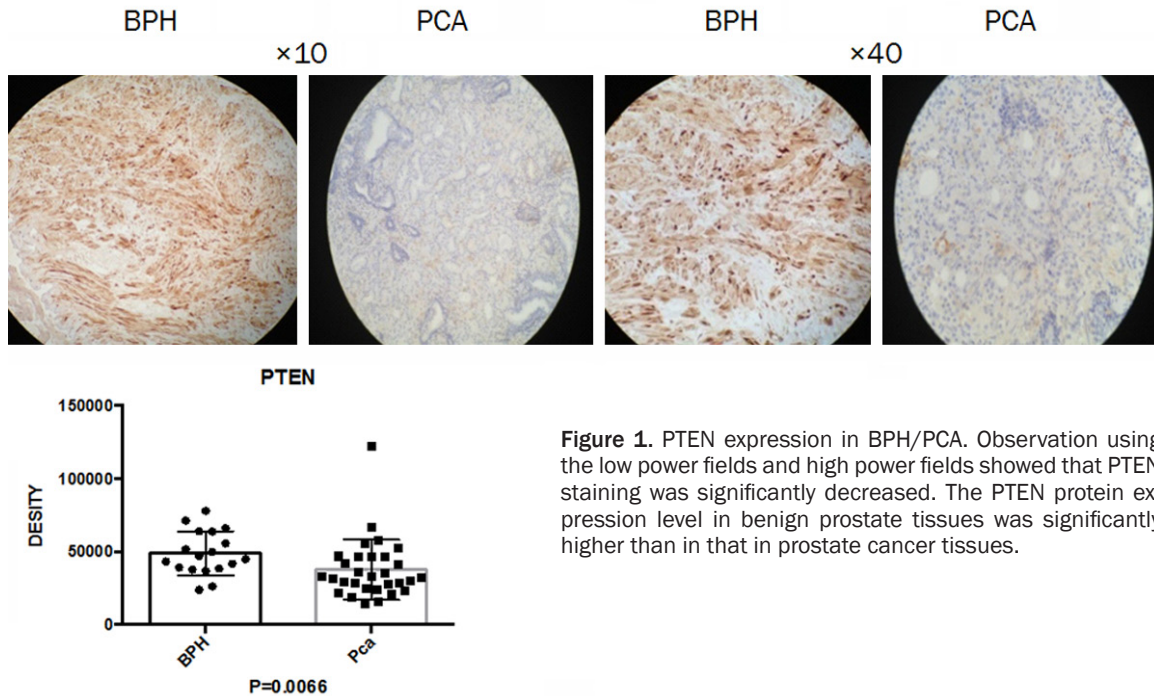 BPH PCA BPH PCA
×10 ×40
PTEN
150000
100000
50000
0
DESITY
BPH Pca
P=0.0066
Figure 1. PTEN expression in BPH/PCA. Observation using
the low power fields and high power fields showed that PTEN
staining was significantly decreased. The PTEN protein ex-
pression level in benign prostate tissues was significantly
higher than in that in prostate cancer tissues.